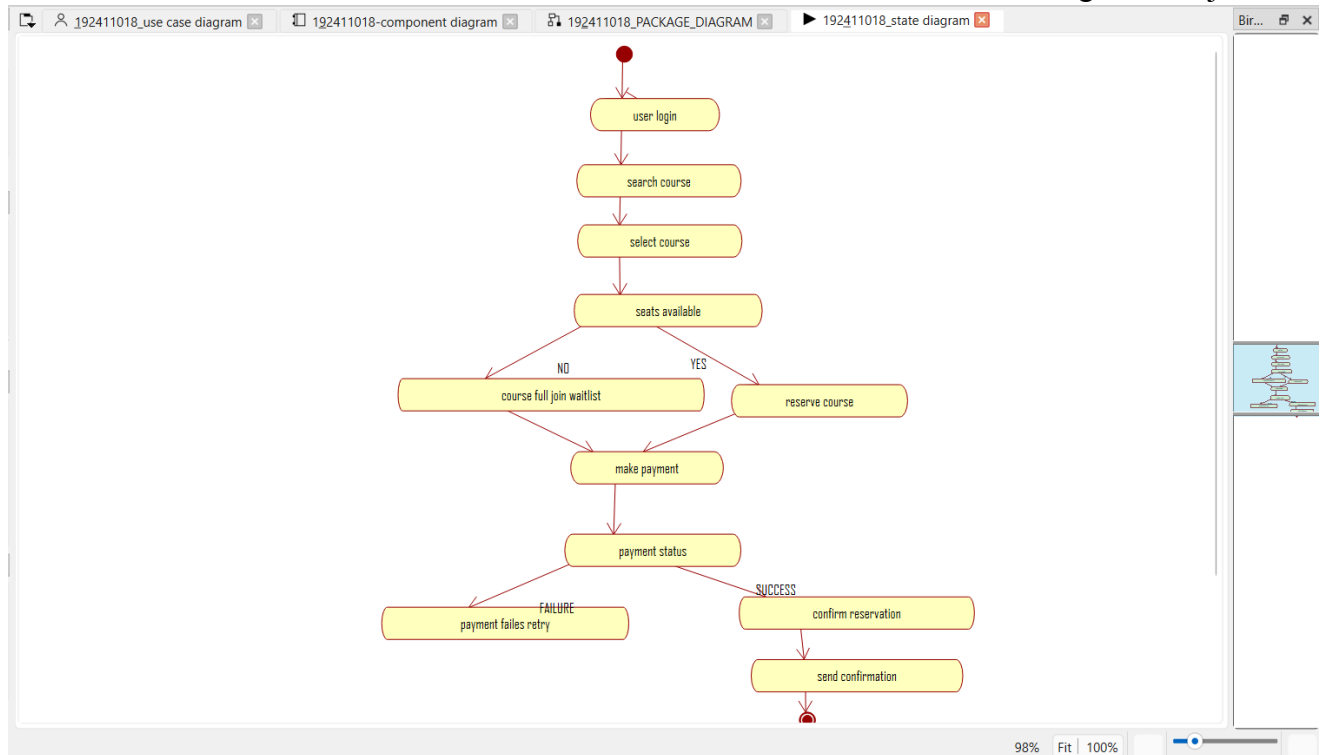 192411018_use case diagram
192411018-component diagram
192411018_PACKAGE_DIAGRAM
192411018_state diagram
Bir...
user login
search course
select course
seats available
NO
YES
course full join waitlist
reserve course
make payment
payment status
FAILURE
SUCCESS
payment failes retry
confirm reservation
send confirmation
98% Fit 100%